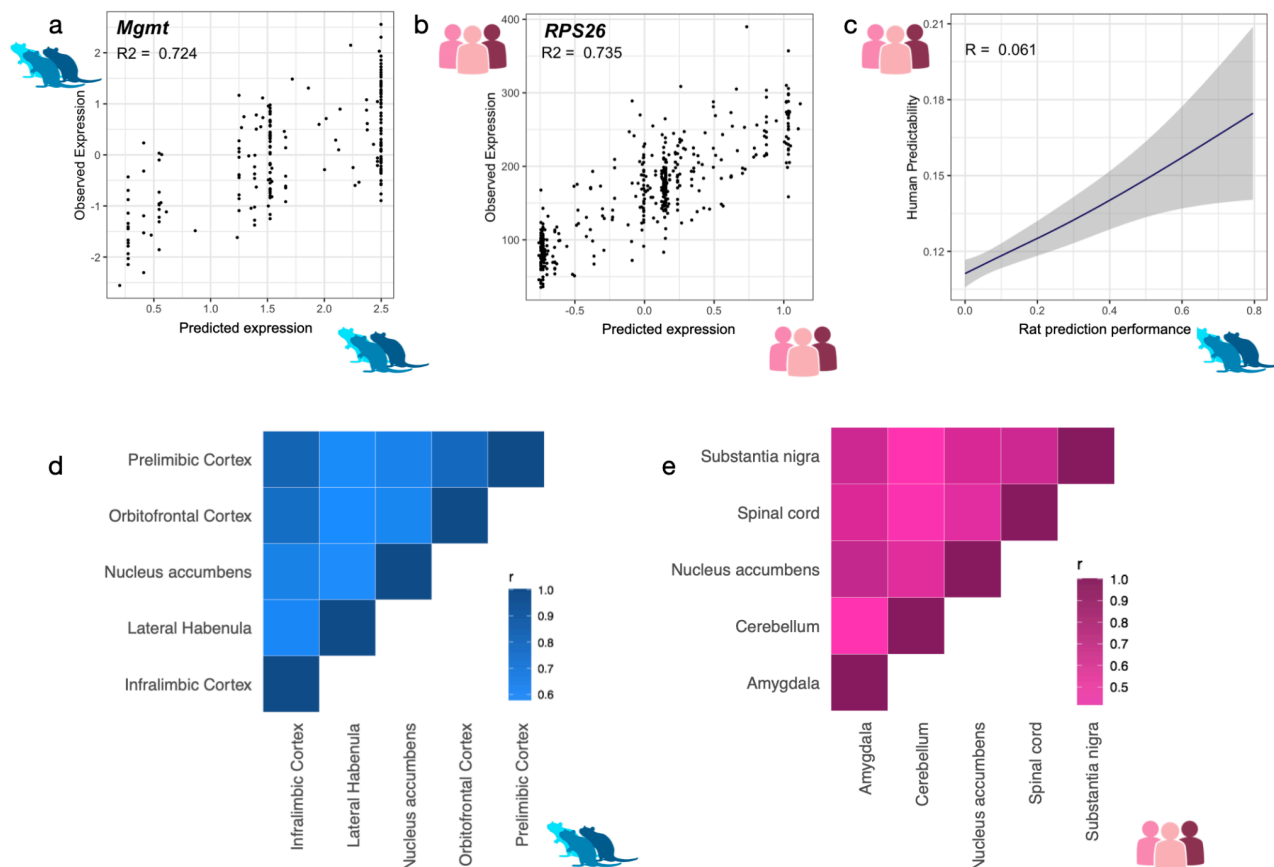 a
Mgmt
R2 = 0.724
Observed Expression
2
1
0
-1
-2
0.5
1.0
1.5
2.0
2.5
Predicted expression
b
RPS26
R2 = 0.735
Observed Expression
400
300
200
100
-0.5
0.0
0.5
1.0
Predicted expression
c
R = 0.061
Human Predictability
0.21
0.18
0.15
0.12
0.0
0.2
0.4
0.6
0.8
Rat prediction performance
d
Prelimibic Cortex
Orbitofrontal Cortex
Nucleus accumbens
Lateral Habenula
Infralimbic Cortex
Infralimbic Cortex
Lateral Habenula
Nucleus accumbens
Orbitofrontal Cortex
Prelimibic Cortex
r
1.0
0.9
0.8
0.7
0.6
e
Substantia nigra
Spinal cord
Nucleus accumbens
Cerebellum
Amygdala
Amygdala
Cerebellum
Nucleus accumbens
Spinal cord
Substantia nigra
r
1.0
0.9
0.8
0.7
0.6
0.5